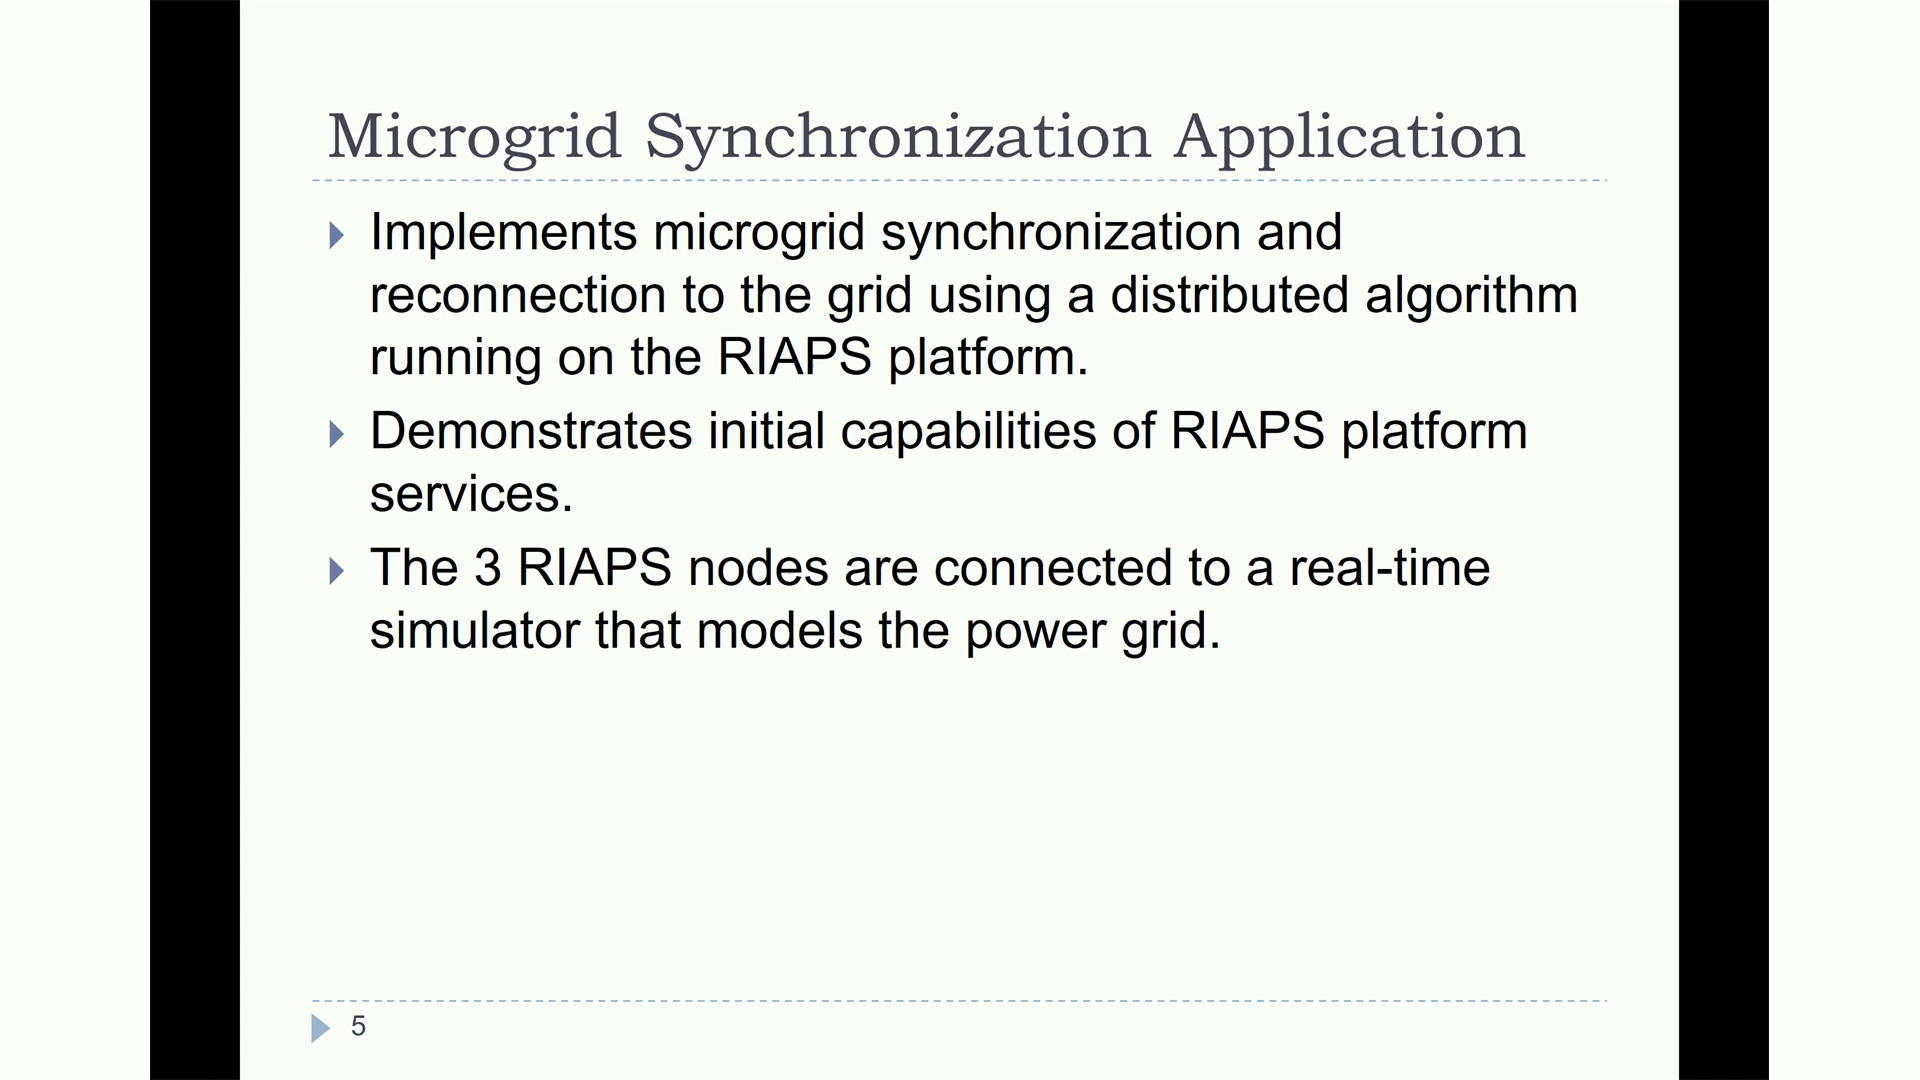 Microgrid Synchronization Application
Implements microgrid synchronization and
reconnection to the grid using a distributed algorithm
running on the RIAPS platform.
Demonstrates initial capabilities of RIAPS platform
services.
The 3 RIAPS nodes are connected to a real-time
simulator that models the power grid.
5